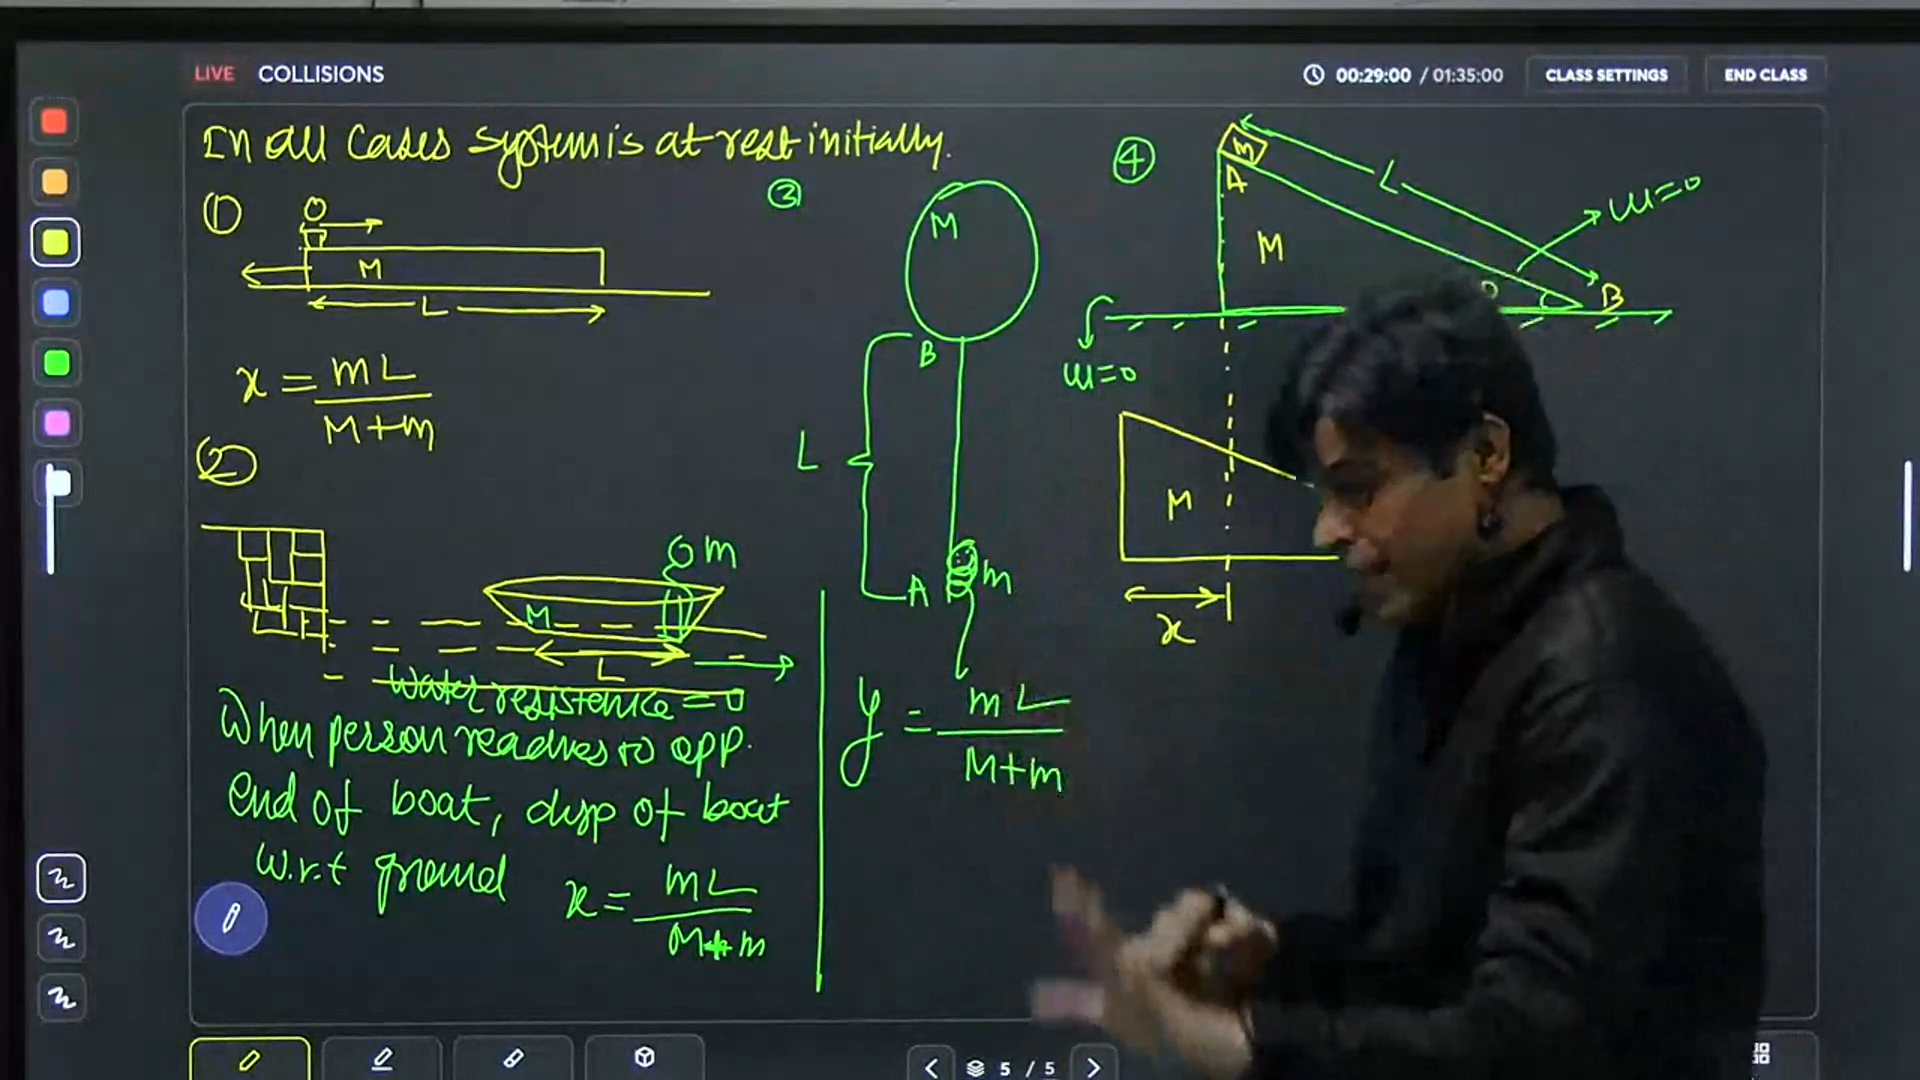 LIVE COLLISIONS
00:29:00 / 01:35:00
CLASS SETTINGS
END CLASS
In all cases system is at rest initially.
①
M
L
x = mL / M+m
②
m
M
L
Water resistence = 0
When person reaches to opp.
end of boat, disp of boat
w.r.t ground x = mL / M+m
③
M
B
L
A
m
y = mL / M+m
④
m
A
L
M
μ=0
B
μ=0
M
x
5 / 5